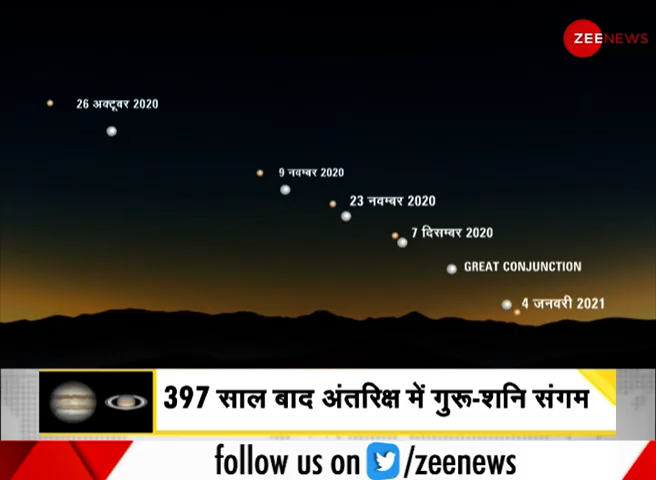 ZEENEWS
26 अक्टूबर 2020
9 नवम्बर 2020
23 नवम्बर 2020
7 दिसम्बर 2020
GREAT CONJUNCTION
4 जनवरी 2021
397 साल बाद अंतरिक्ष में गुरू-शनि संगम
follow us on /zeenews